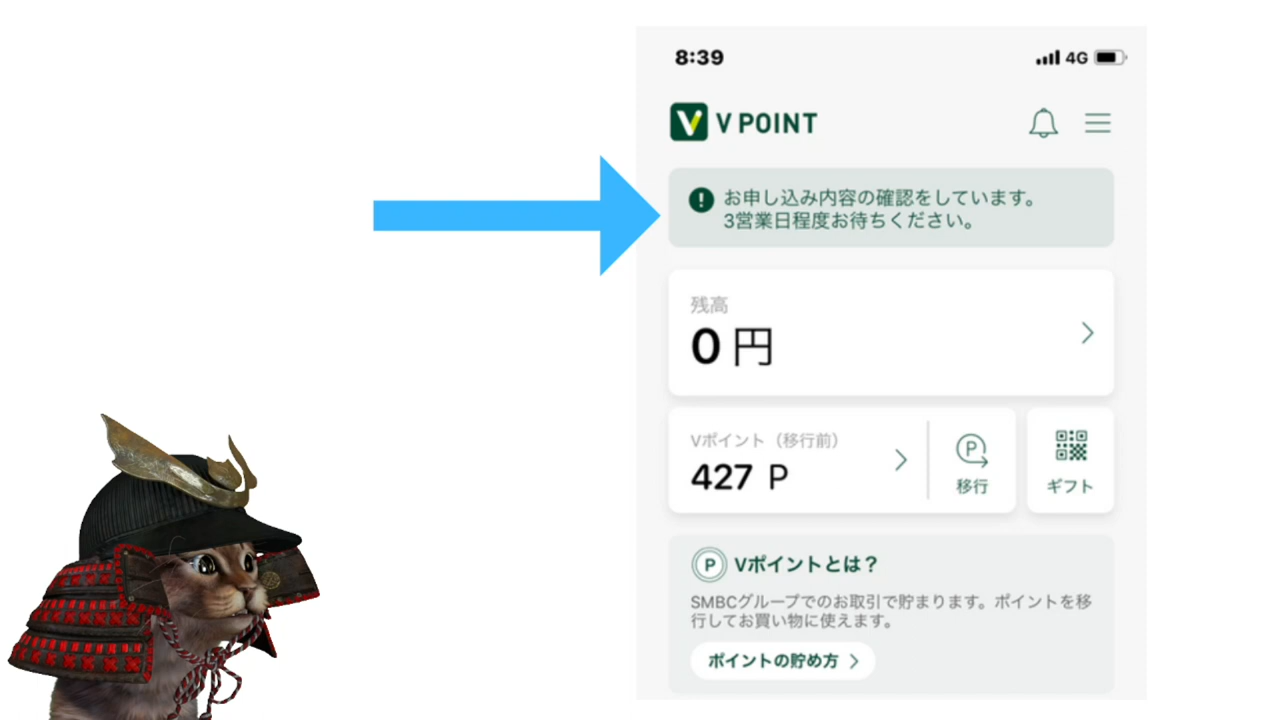 8:39
4G
V POINT
お申し込み内容の確認をしています。
3営業日程度お待ちください。
残高
0 円
Vポイント（移行前）
427 P
移行
ギフト
Vポイントとは？
SMBCグループでのお取引で貯まります。ポイントを移
行してお買い物に使えます。
ポイントの貯め方